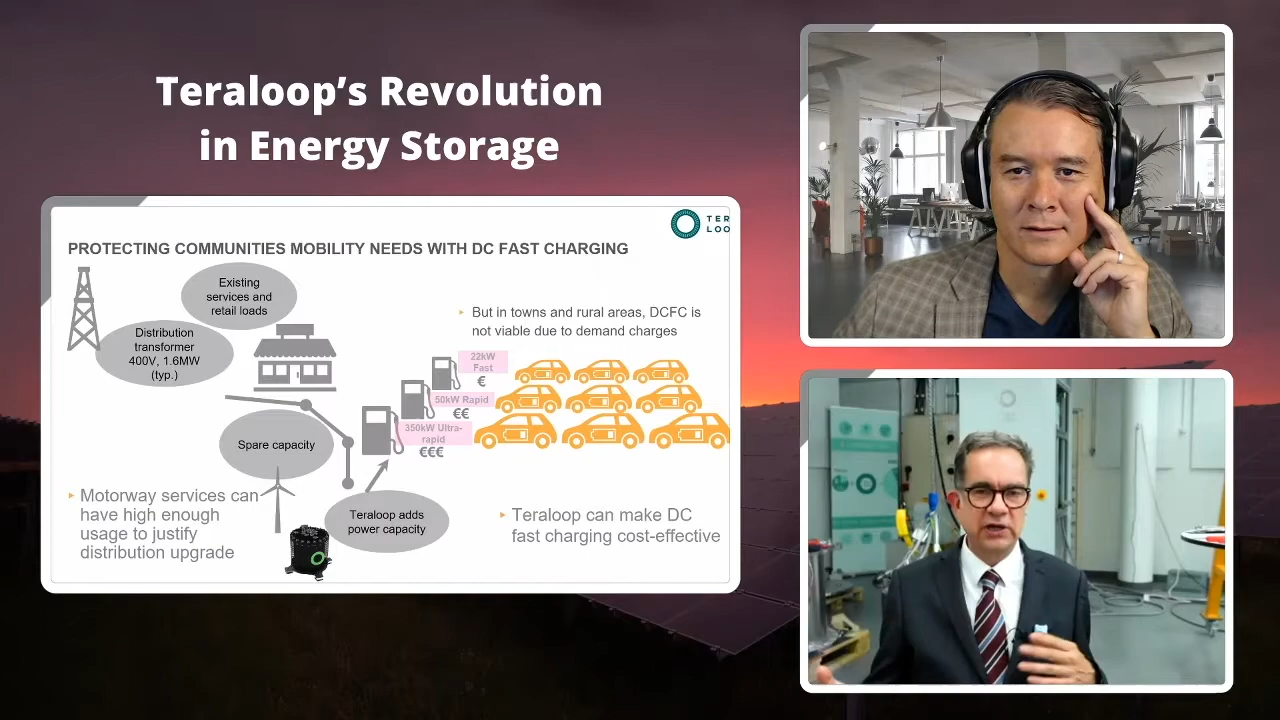 Teraloop's Revolution
in Energy Storage
TER
LOO
PROTECTING COMMUNITIES MOBILITY NEEDS WITH DC FAST CHARGING
Existing
services and
retail loads
Distribution
transformer
400V, 1.6MW
(typ.)
▸ But in towns and rural areas, DCFC is
not viable due to demand charges
22kW
Fast
€
50kW Rapid
€€
350kW Ultra-
rapid
€€€
Spare capacity
▸ Motorway services can
have high enough
usage to justify
distribution upgrade
Teraloop adds
power capacity
▸ Teraloop can make DC
fast charging cost-effective